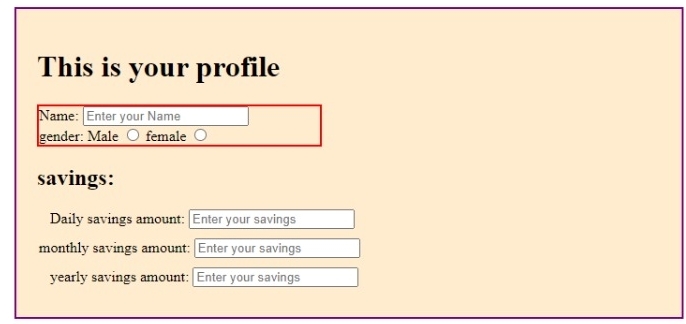 This is your profile
Name: Enter your Name
gender: Male female
savings:
Daily savings amount: Enter your savings
monthly savings amount: Enter your savings
yearly savings amount: Enter your savings